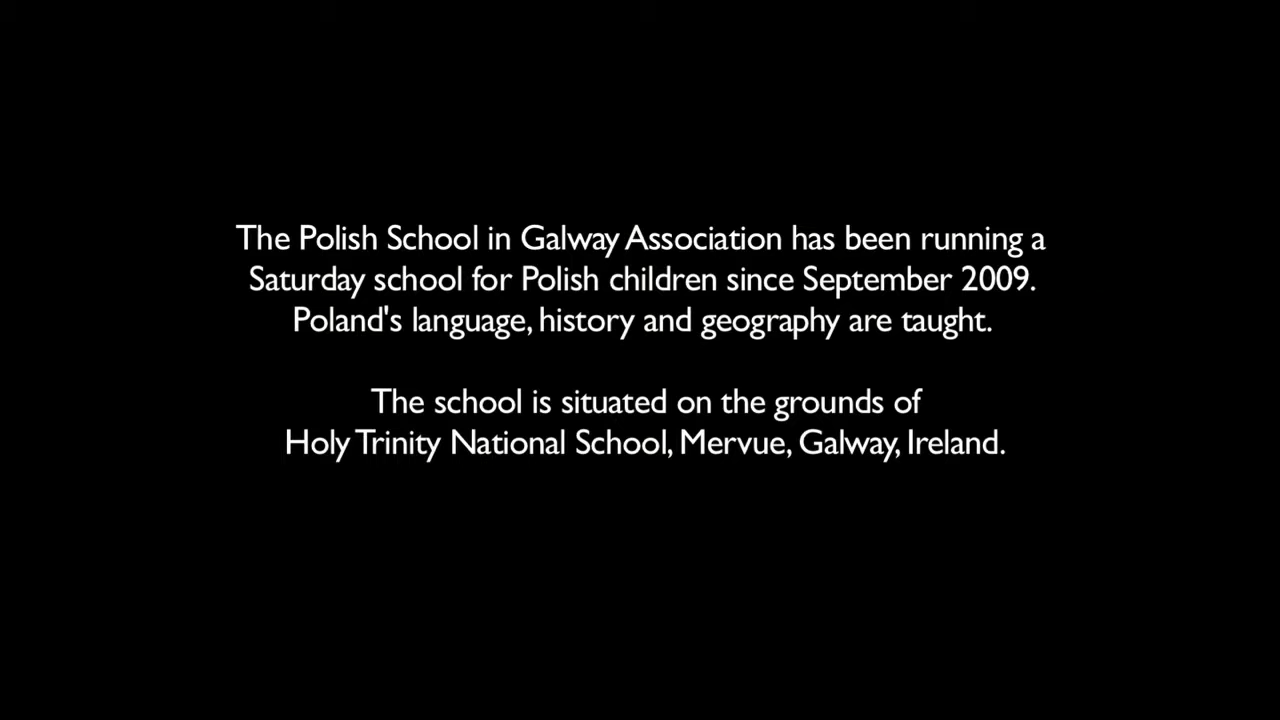 The Polish School in Galway Association has been running a
Saturday school for Polish children since September 2009.
Poland's language, history and geography are taught.
The school is situated on the grounds of
Holy Trinity National School, Mervue, Galway, Ireland.